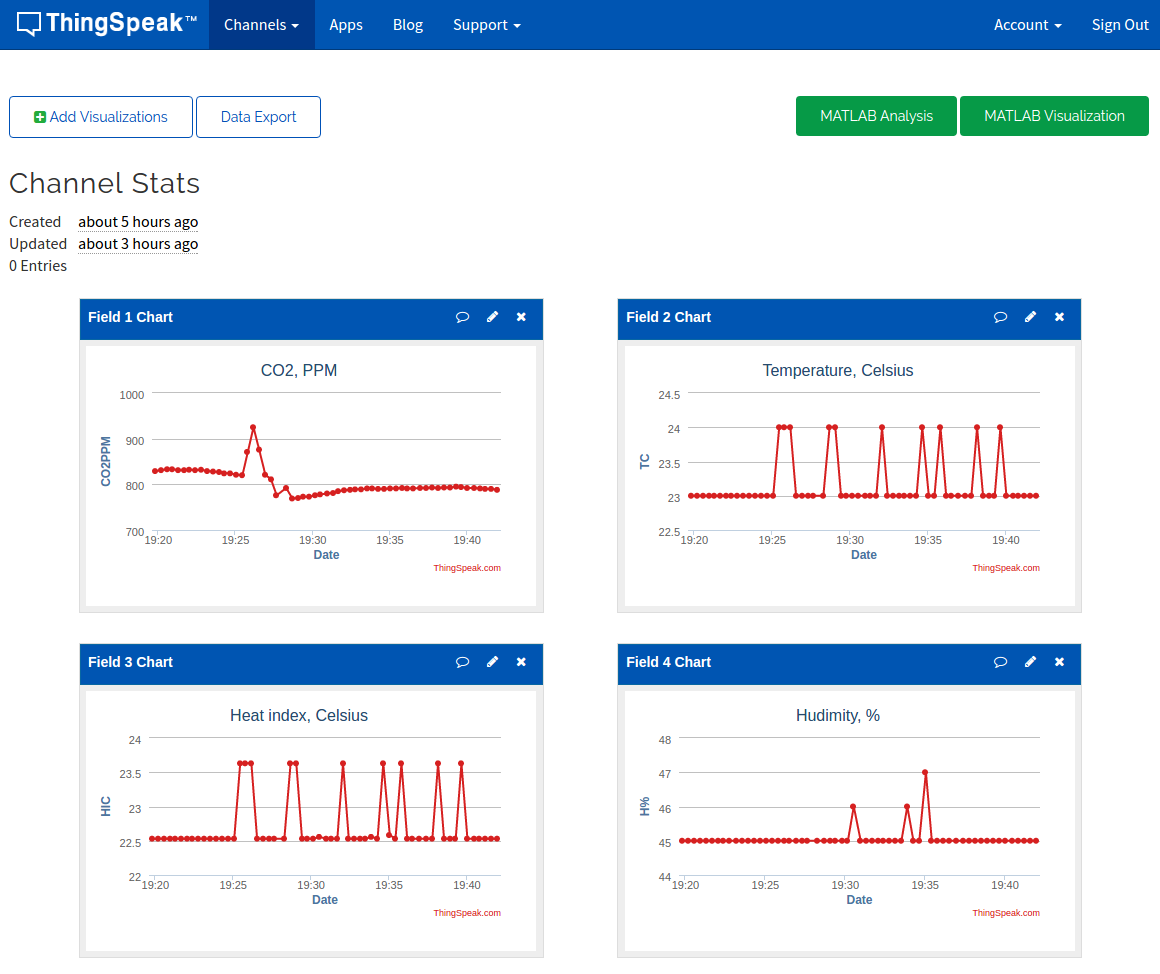 ThingSpeak™ Channels Apps Blog Support Account Sign Out
Add Visualizations Data Export MATLAB Analysis MATLAB Visualization
Channel Stats
Created about 5 hours ago
Updated about 3 hours ago
0 Entries
Field 1 Chart
CO2, PPM
CO2PPM
1000
900
800
700
19:20 19:25 19:30 19:35 19:40
Date
ThingSpeak.com
Field 2 Chart
Temperature, Celsius
TC
24.5
24
23.5
23
22.5
19:20 19:25 19:30 19:35 19:40
Date
ThingSpeak.com
Field 3 Chart
Heat index, Celsius
HIC
24
23.5
23
22.5
22
19:20 19:25 19:30 19:35 19:40
Date
ThingSpeak.com
Field 4 Chart
Hudimity, %
H%
48
47
46
45
44
19:20 19:25 19:30 19:35 19:40
Date
ThingSpeak.com